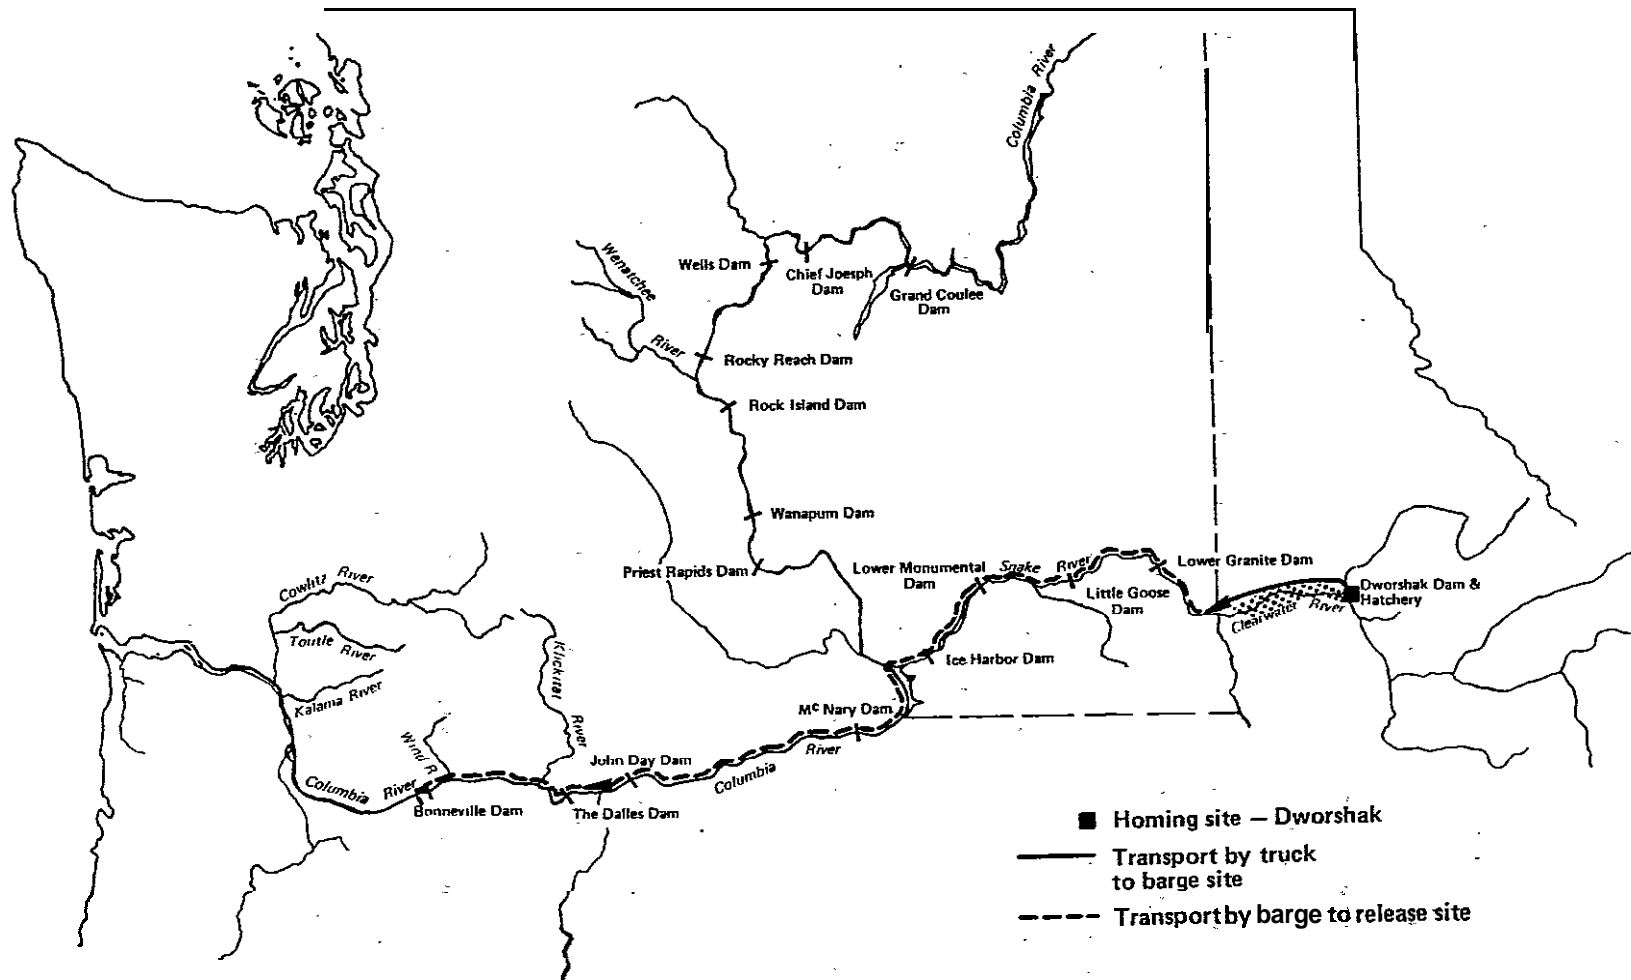 Columbia River
Wenatchee
River
Wells Dam
Chief Joesph
Dam
Grand Coulee
Dam
Rocky Reach Dam
Rock Island Dam
Wanapum Dam
Priest Rapids Dam
Lower Monumental
Dam
Snake River
Lower Granite Dam
Little Goose
Dam
Dworshak Dam &
Hatchery
Clearwater River
Cowlitz River
Toutle River
Kalama River
Klickitat River
Ice Harbor Dam
Mc Nary Dam
Wind R
John Day Dam
Columbia River
Columbia River
Bonneville Dam
The Dalles Dam
Homing site — Dworshak
Transport by truck
to barge site
Transport by barge to release site